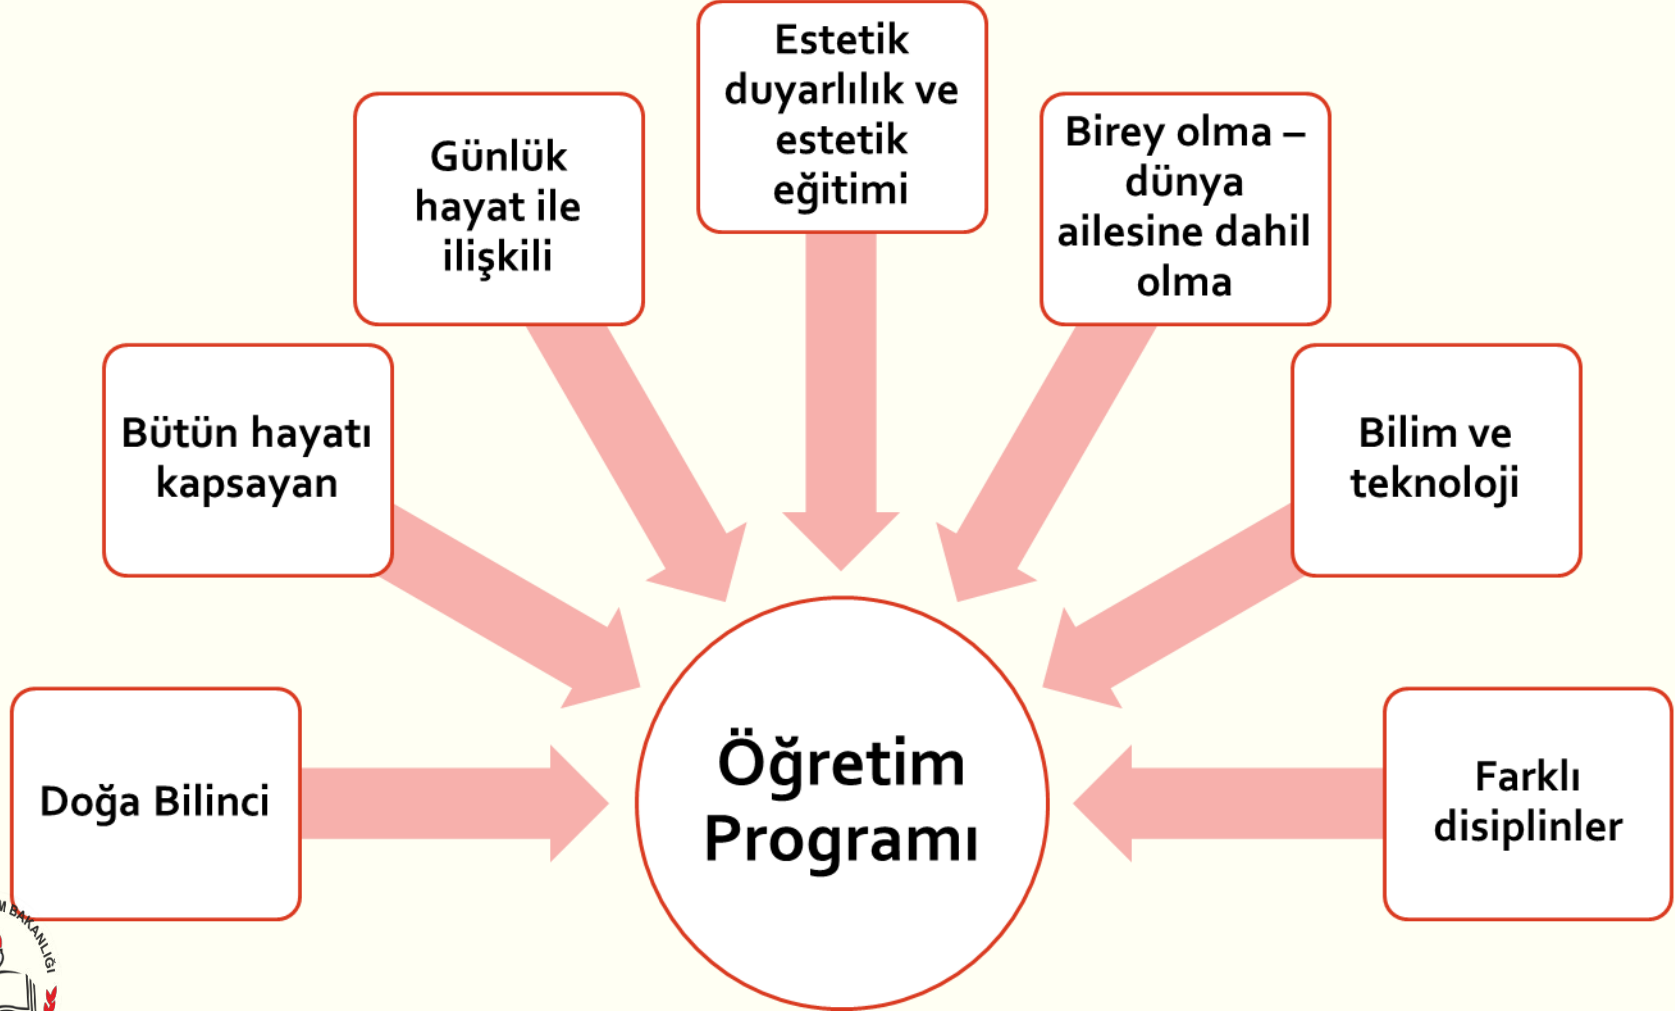 Estetik
duyarlılık ve
estetik
eğitimi
Günlük
hayat ile
ilişkili
Birey olma –
dünya
ailesine dahil
olma
Bütün hayatı
kapsayan
Bilim ve
teknoloji
Doğa Bilinci
Öğretim
Programı
Farklı
disiplinler
BAKANLIĞI